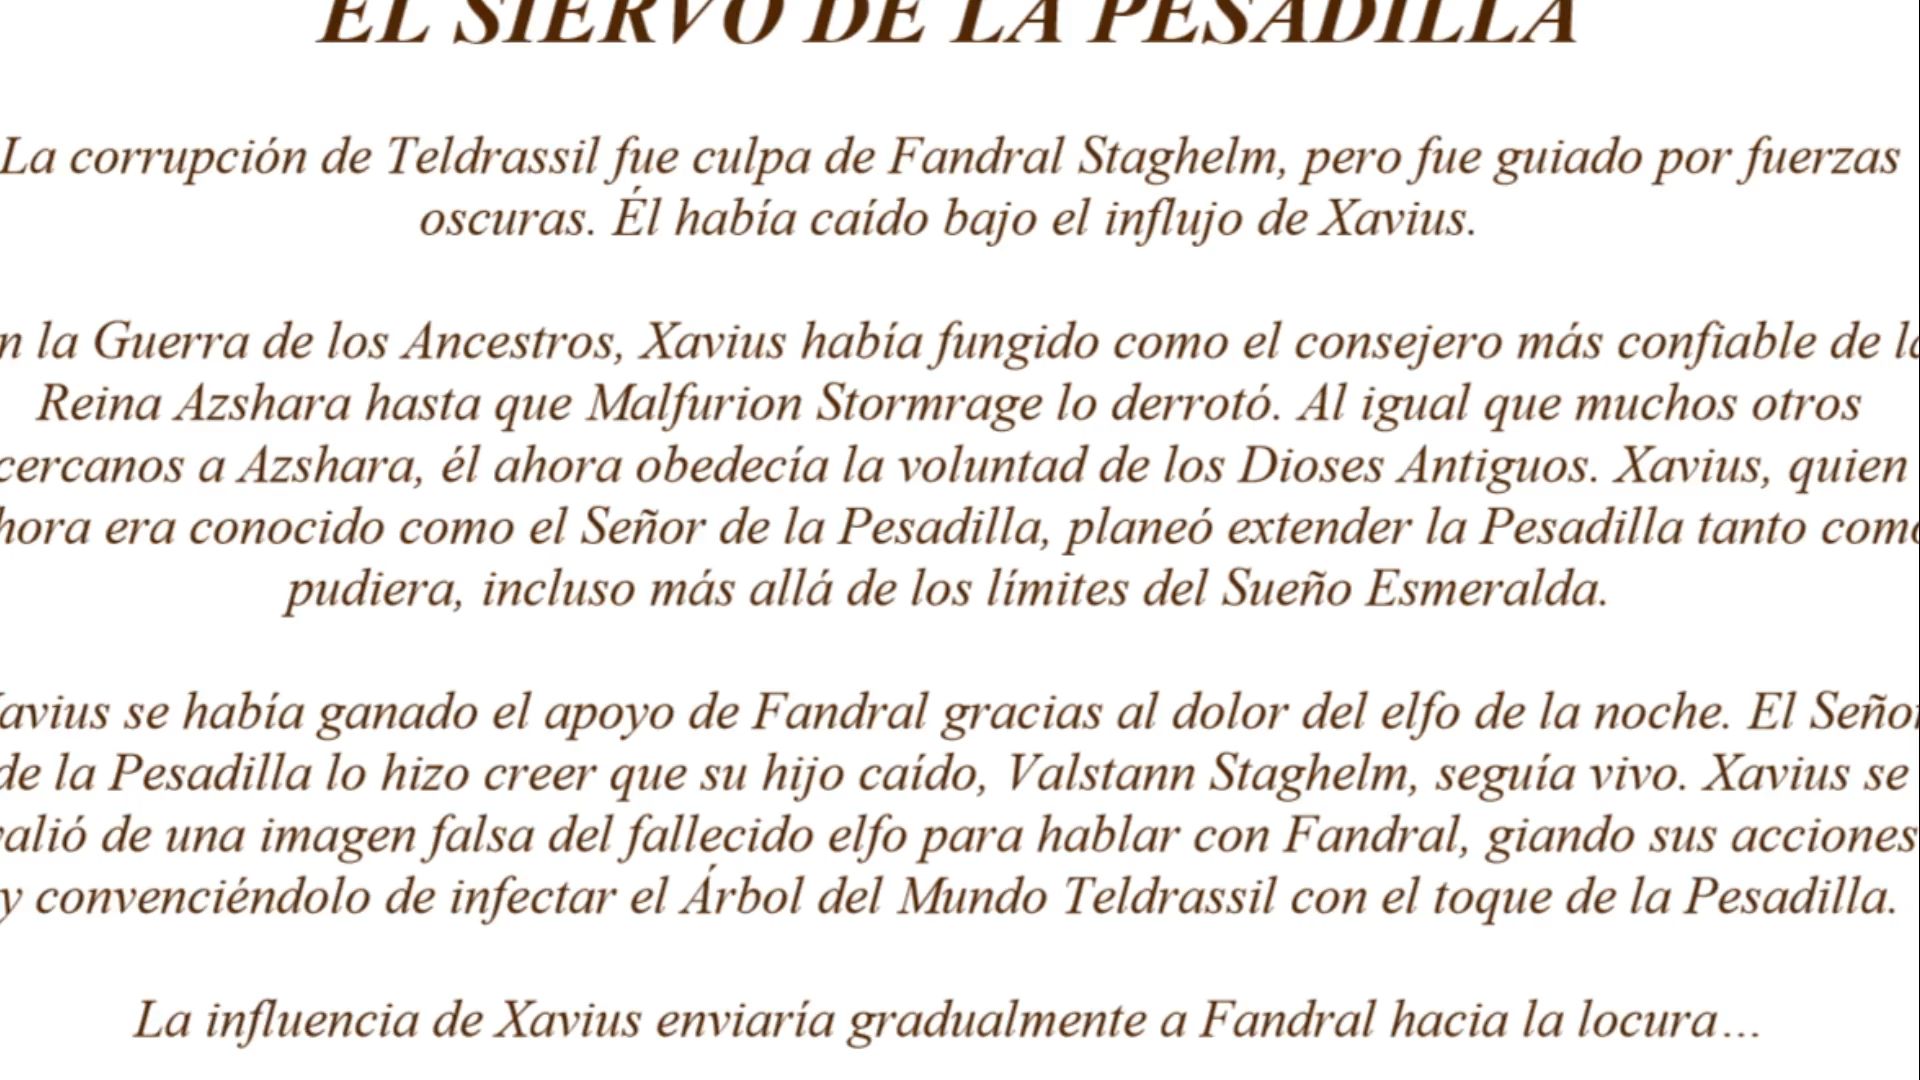 EL SIERVO DE LA PESADILLA
La corrupción de Teldrassil fue culpa de Fandral Staghelm, pero fue guiado por fuerzas
oscuras. Él había caído bajo el influjo de Xavius.
n la Guerra de los Ancestros, Xavius había fungido como el consejero más confiable de la
Reina Azshara hasta que Malfurion Stormrage lo derrotó. Al igual que muchos otros
cercanos a Azshara, él ahora obedecía la voluntad de los Dioses Antiguos. Xavius, quien
hora era conocido como el Señor de la Pesadilla, planeó extender la Pesadilla tanto como
pudiera, incluso más allá de los límites del Sueño Esmeralda.
Xavius se había ganado el apoyo de Fandral gracias al dolor del elfo de la noche. El Señor
de la Pesadilla lo hizo creer que su hijo caído, Valstann Staghelm, seguía vivo. Xavius se
valió de una imagen falsa del fallecido elfo para hablar con Fandral, giando sus acciones
y convenciéndolo de infectar el Árbol del Mundo Teldrassil con el toque de la Pesadilla.
La influencia de Xavius enviaría gradualmente a Fandral hacia la locura…